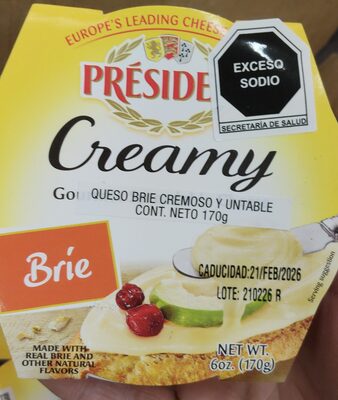 EUROPE'S LEADING CHEESE
PRÉSIDE
EXCESO
SODIO
SECRETARÍA DE SALUD
Creamy
Gou
QUESO BRIE CREMOSO Y UNTABLE
CONT. NETO 170g
Brie
CADUCIDAD:21/FEB/2026
LOTE: 210226 R
Serving suggestion
MADE WITH
REAL BRIE AND
OTHER NATURAL
FLAVORS
NET WT.
6oz. (170g)